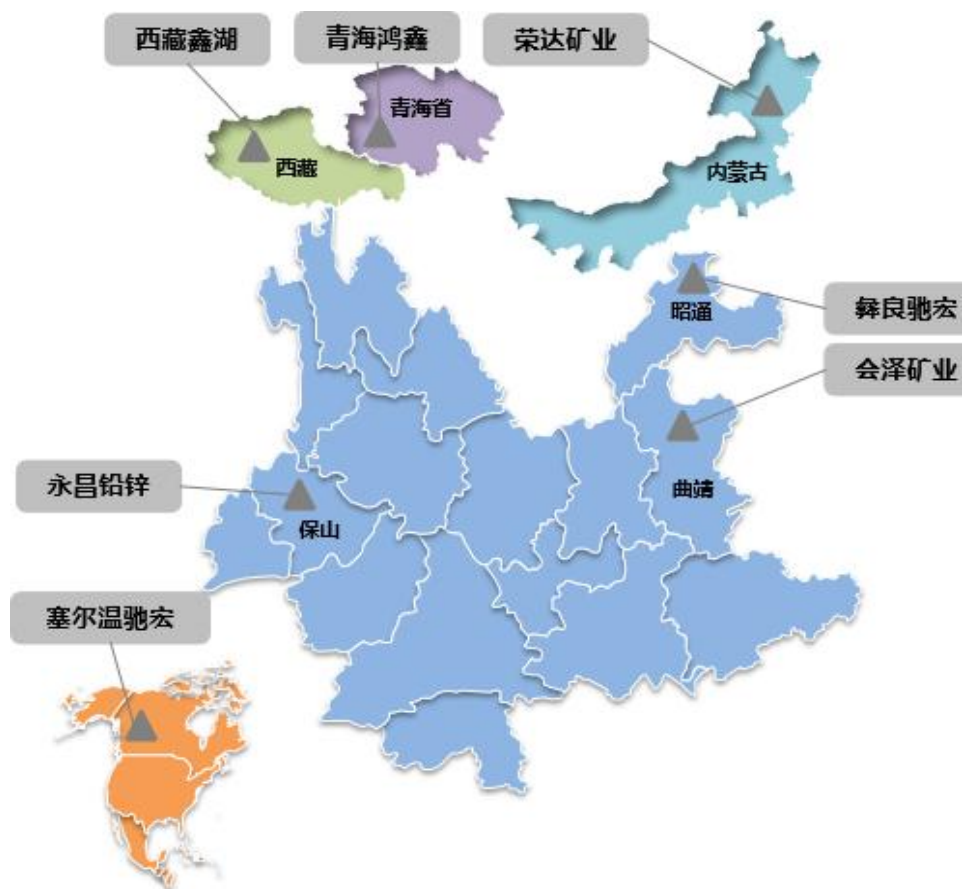 西藏鑫湖
青海鸿鑫
荣达矿业
青海省
西藏
内蒙古
彝良驰宏
昭通
会泽矿业
永昌铅锌
曲靖
保山
塞尔温驰宏